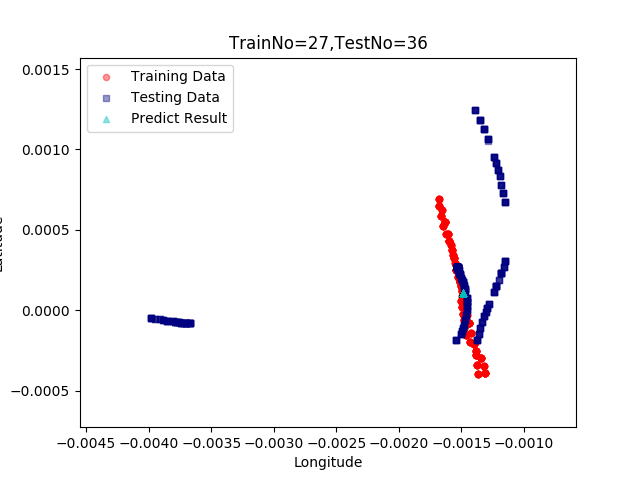 TrainNo=27,TestNo=36
Training Data
Testing Data
Predict Result
0.0015
0.0010
0.0005
0.0000
−0.0005
−0.0045 −0.0040 −0.0035 −0.0030 −0.0025 −0.0020 −0.0015 −0.0010
Longitude